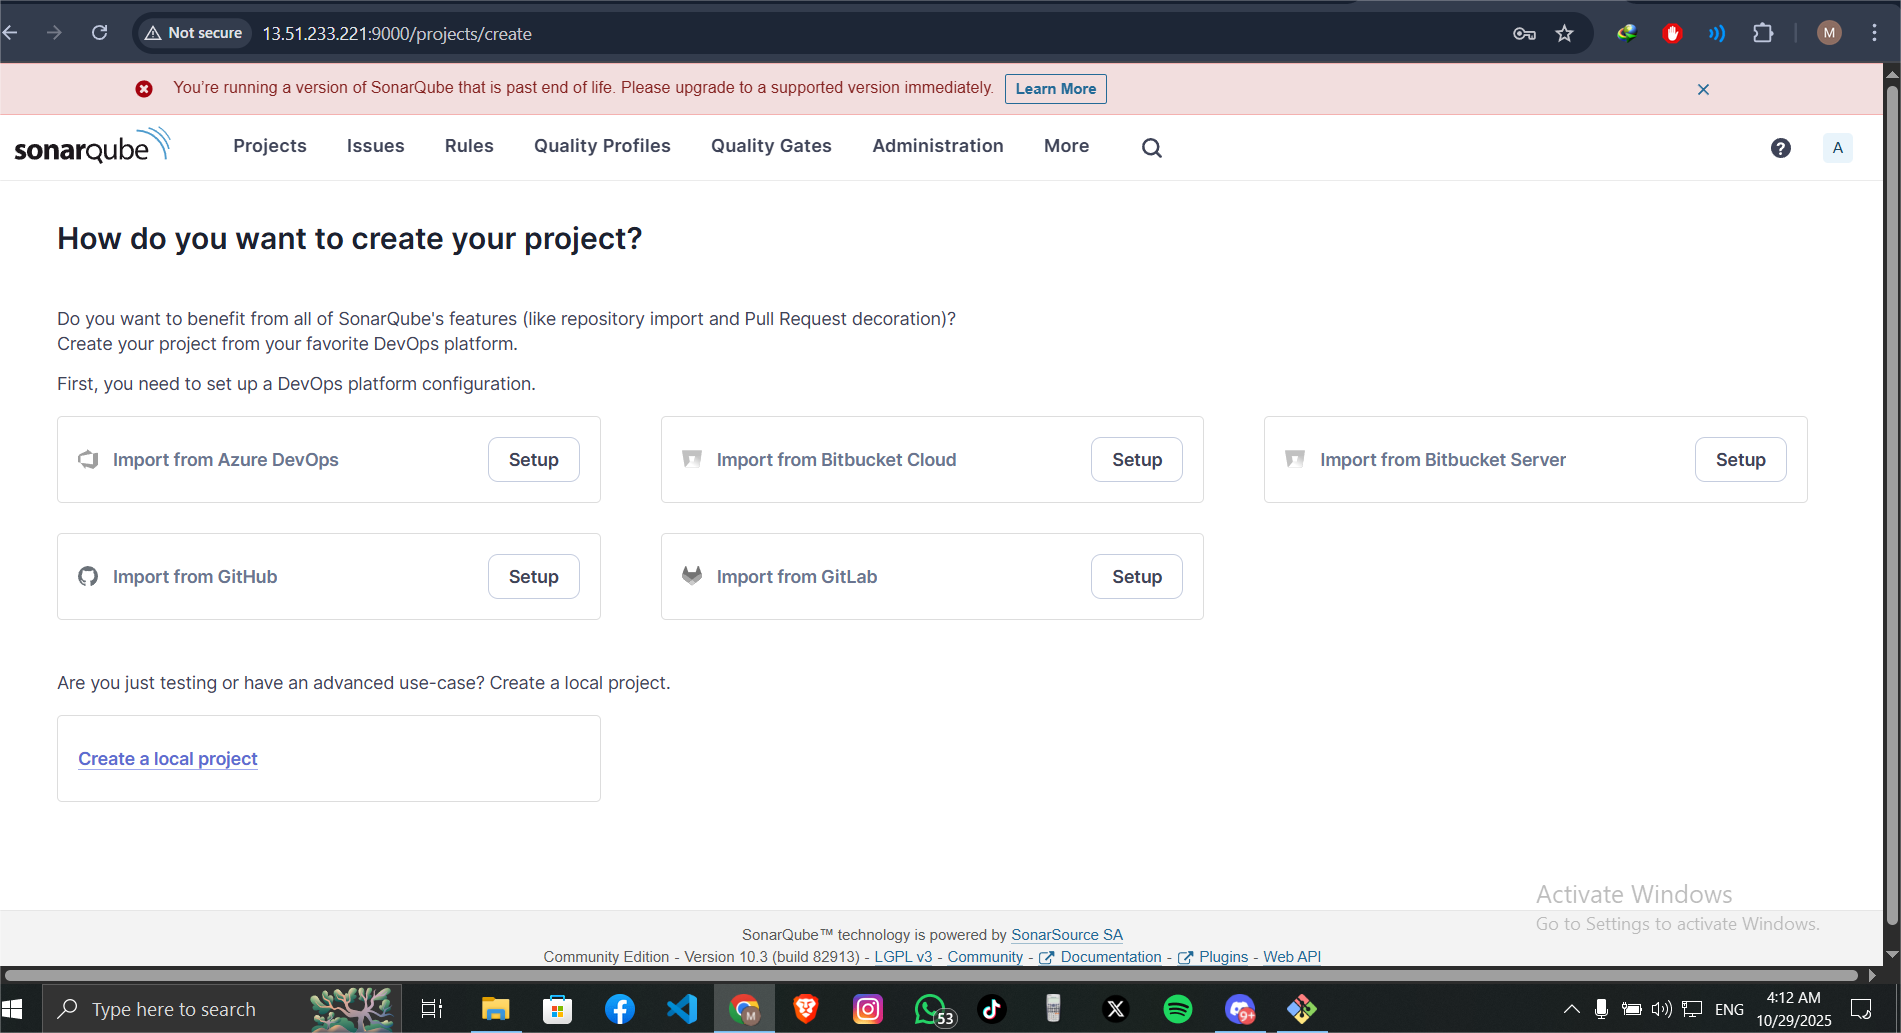 Not secure 13.51.233.221:9000/projects/create M
You're running a version of SonarQube that is past end of life. Please upgrade to a supported version immediately. Learn More
sonarqube Projects Issues Rules Quality Profiles Quality Gates Administration More A
How do you want to create your project?
Do you want to benefit from all of SonarQube's features (like repository import and Pull Request decoration)?
Create your project from your favorite DevOps platform.
First, you need to set up a DevOps platform configuration.
Import from Azure DevOps Setup Import from Bitbucket Cloud Setup Import from Bitbucket Server Setup
Import from GitHub Setup Import from GitLab Setup
Are you just testing or have an advanced use-case? Create a local project.
Create a local project
Activate Windows
Go to Settings to activate Windows.
SonarQube™ technology is powered by SonarSource SA
Community Edition - Version 10.3 (build 82913) - LGPL v3 - Community - Documentation - Plugins - Web API
Type here to search M 53 9+ ENG 4:12 AM
10/29/2025